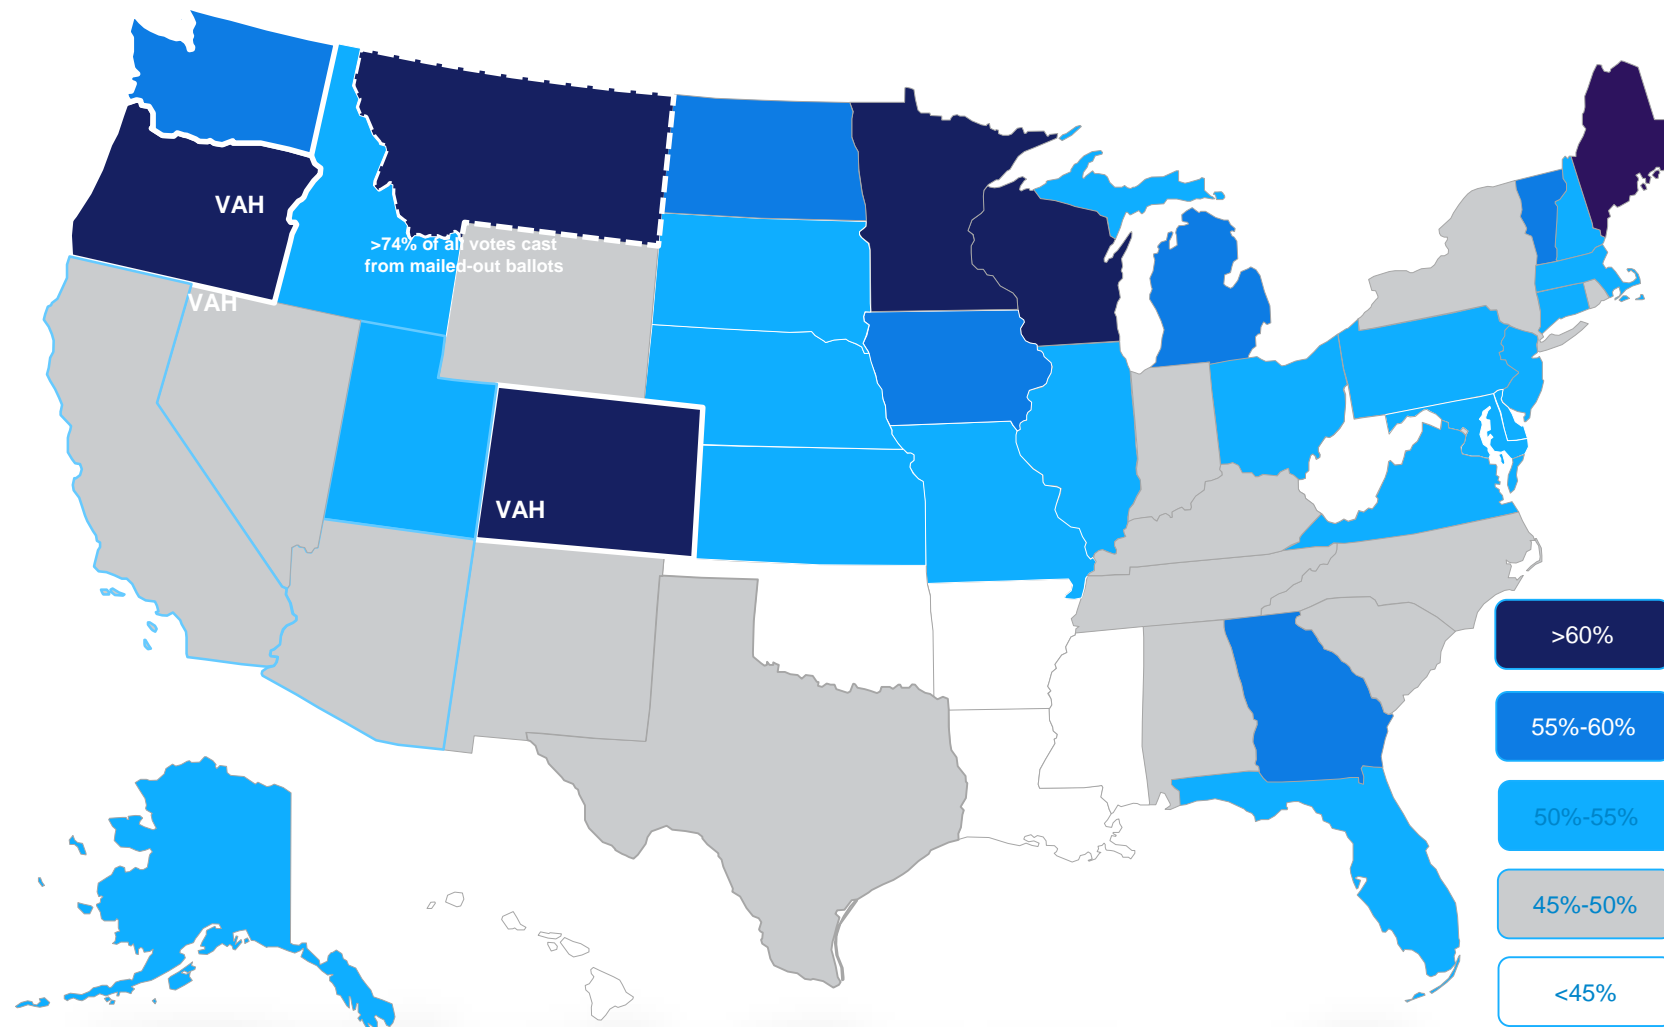 VAH
>74% of all votes cast
from mailed-out ballots
VAH
VAH
>60%
55%-60%
50%-55%
45%-50%
<45%